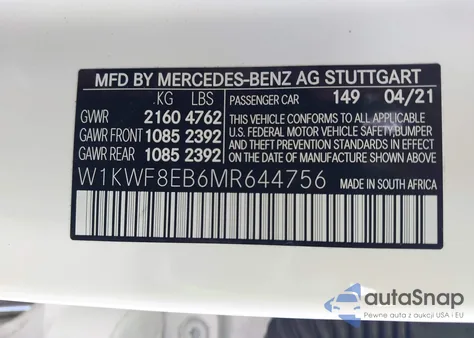 MFD BY MERCEDES-BENZ AG STUTTGART
KG LBS PASSENGER CAR 149 04/21
GVWR 2160 4762 THIS VEHICLE CONFORMS TO ALL APPLICABLE
GAWR FRONT 1085 2392 U.S. FEDERAL MOTOR VEHICLE SAFETY, BUMPER
GAWR REAR 1085 2392 AND THEFT PREVENTION STANDARDS IN EFFECT ON THE DATE OF MANUFACTURE SHOWN ABOVE.
W1KWF8EB6MR644756 MADE IN SOUTH AFRICA
autaSnap
Pewne auta z aukcji USA i EU